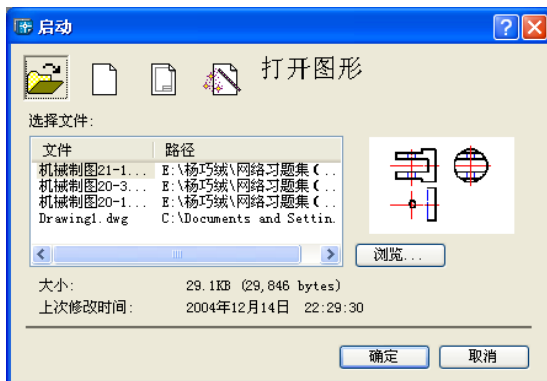 启动
打开图形
选择文件:
文件 路径
机械制图21-1... E:\杨巧绒\网络习题集(..
机械制图20-3... E:\杨巧绒\网络习题集(..
机械制图20-1... E:\杨巧绒\网络习题集(..
Drawing1.dwg C:\Documents and Settin.
浏览...
大小: 29.1KB (29,846 bytes)
上次修改时间: 2004年12月14日 22:29:30
确定 取消